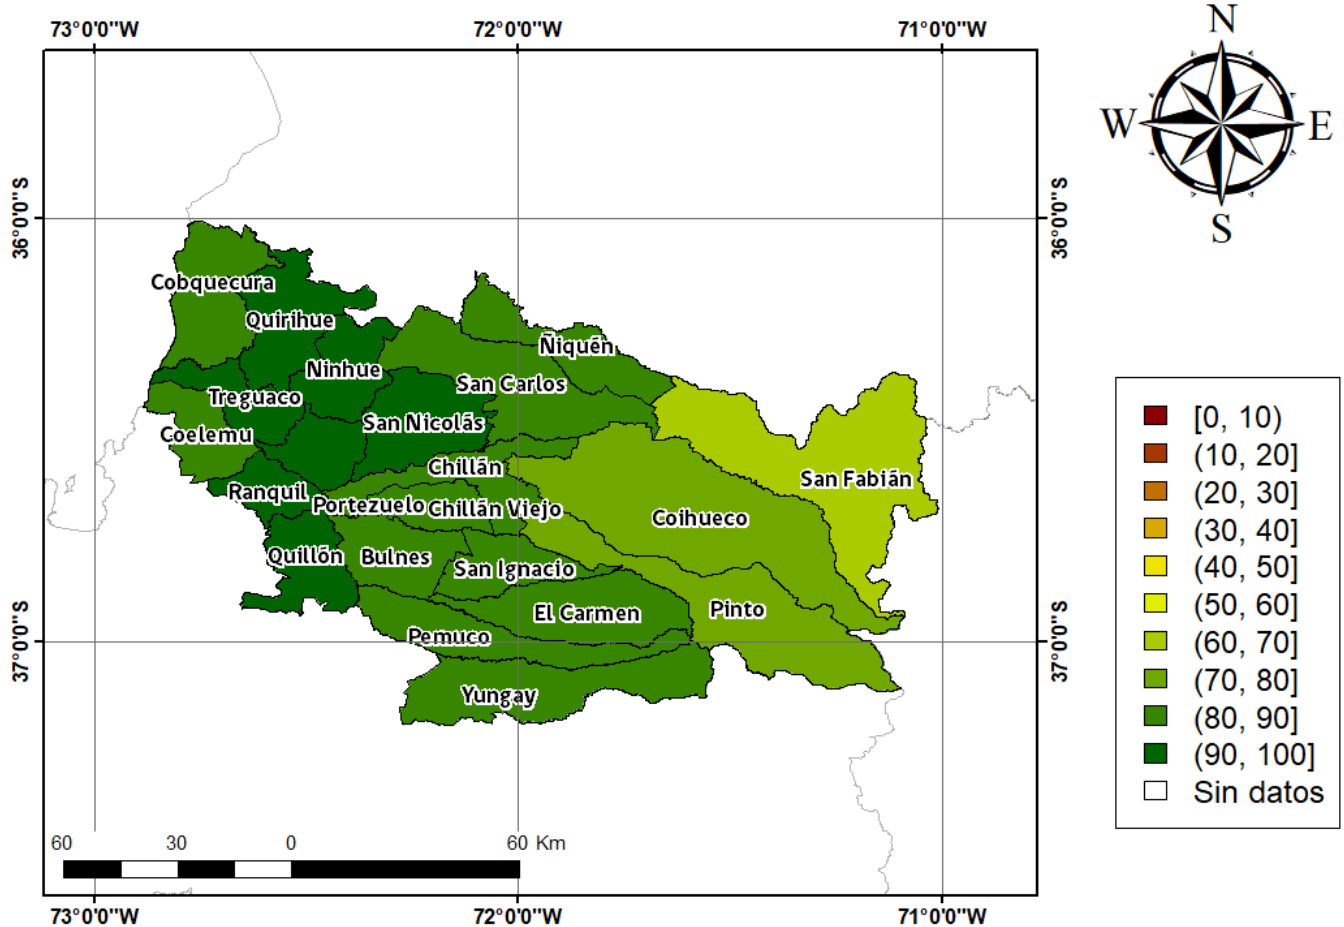 73°0'0"W 72°0'0"W 71°0'0"W
N
W E
S
36°0'0"S 36°0'0"S
Cobquecura
Quirihue
Ñiquén
Ninhue
San Carlos
Treguaco
San Nicolás
Coelemu
Chillán
San Fabián
Ranquil
Portezuelo
Chillán Viejo
Coihueco
Quillón
Bulnes
San Ignacio
El Carmen
Pinto
Pemuco
37°0'0"S 37°0'0"S
Yungay
[0, 10)
(10, 20]
(20, 30]
(30, 40]
(40, 50]
(50, 60]
(60, 70]
(70, 80]
(80, 90]
(90, 100]
Sin datos
60 30 0 60 Km
73°0'0"W 72°0'0"W 71°0'0"W